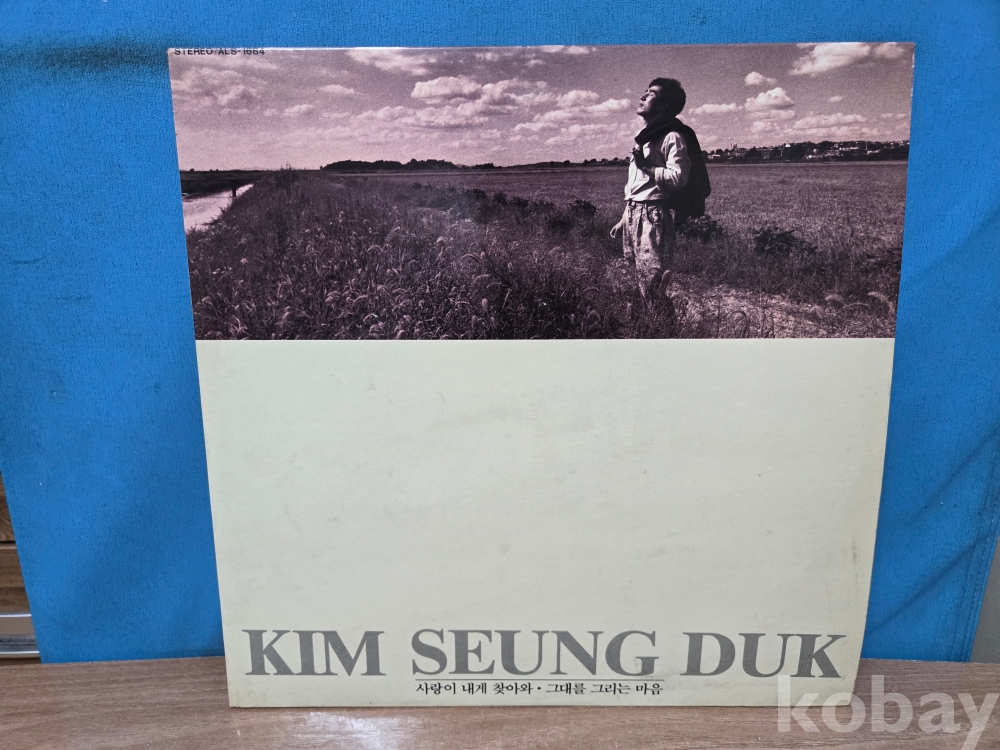 STEREO/ALS-1664
KIM SEUNG DUK
사랑이 내게 찾아와 · 그대를 그리는 마음
kobay